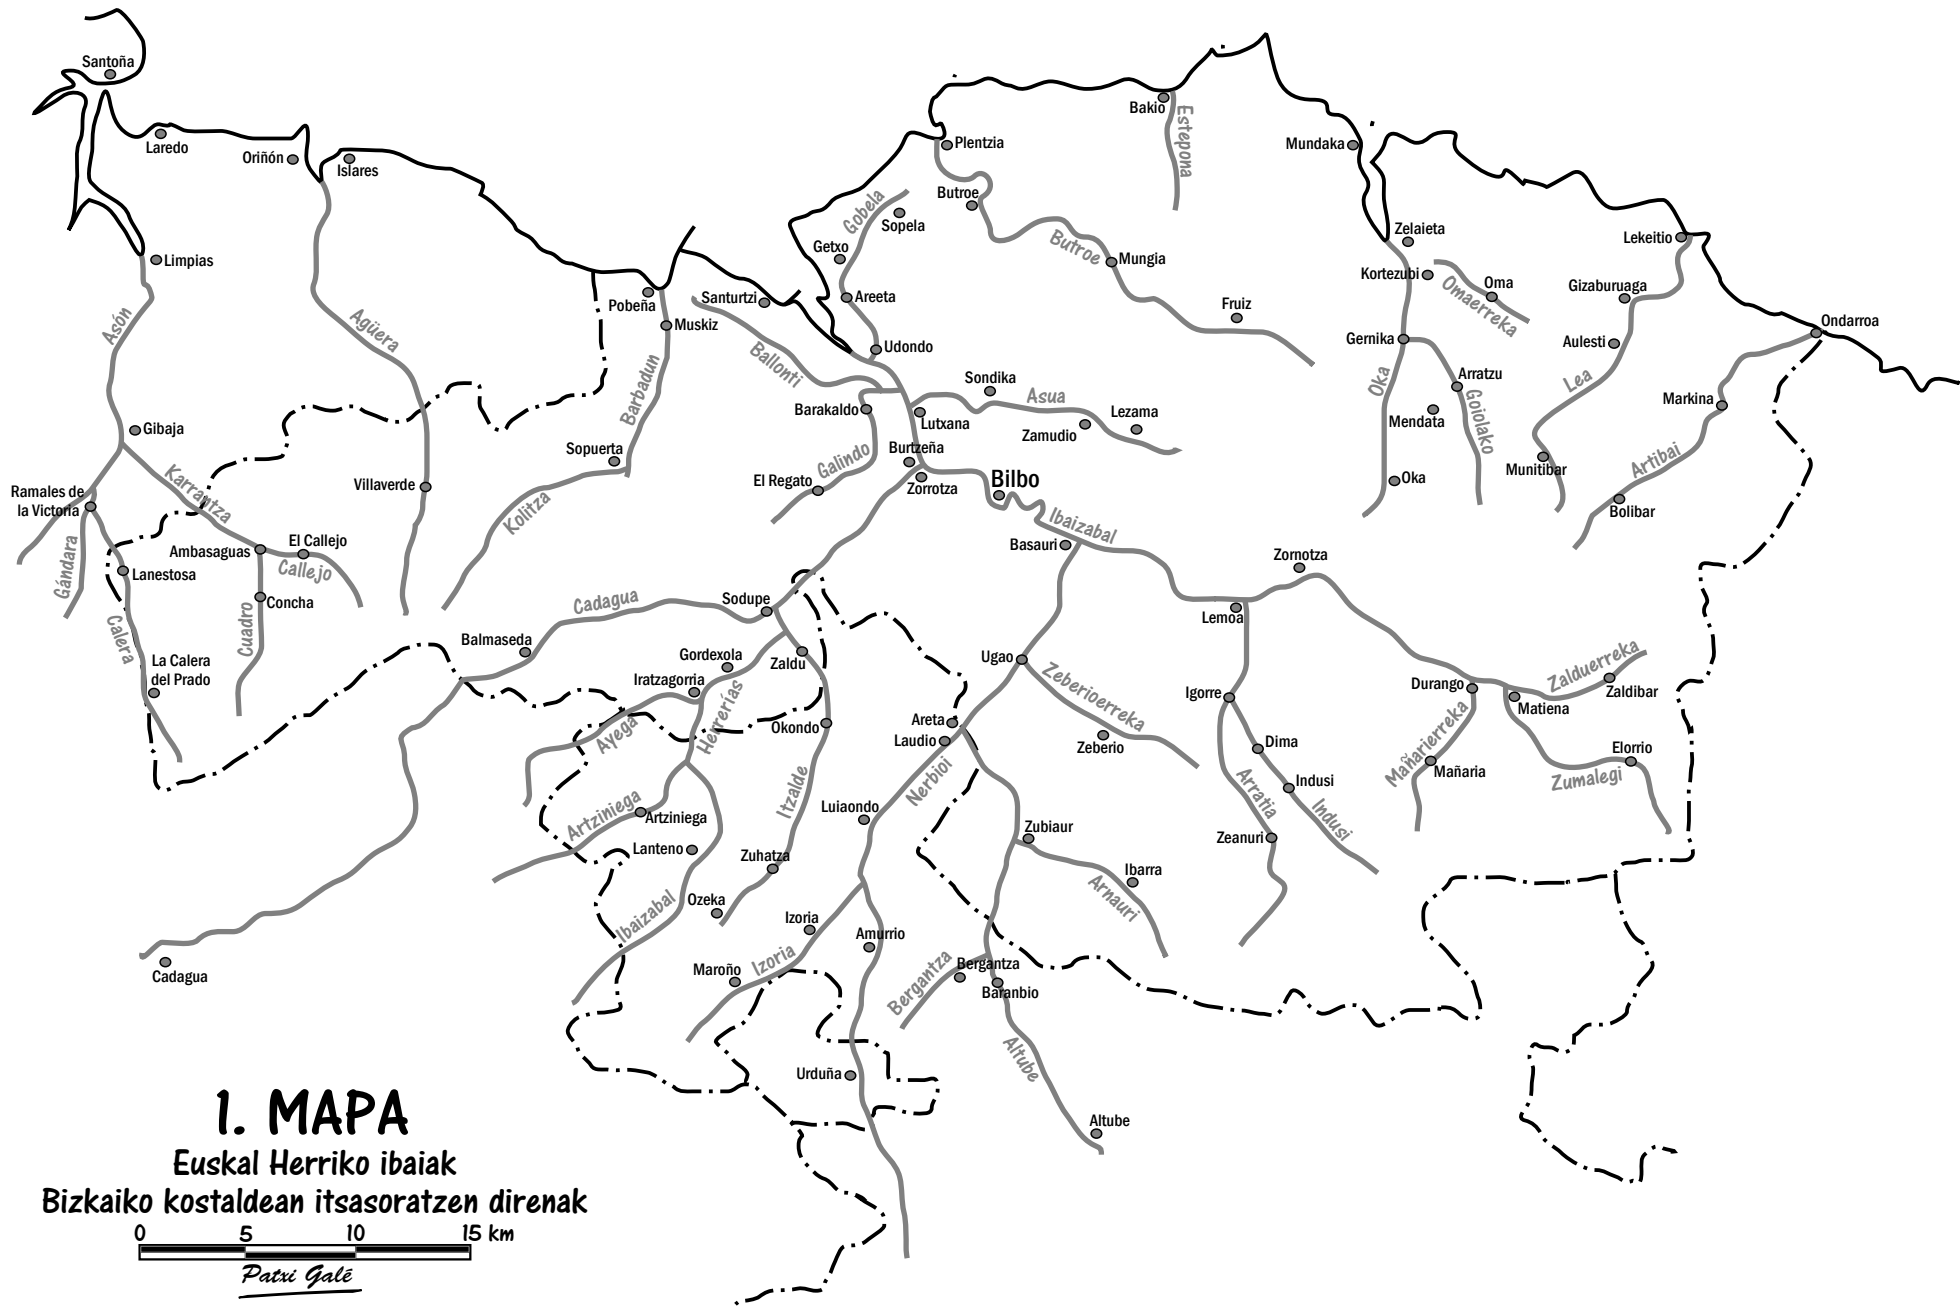 Santoña
Laredo
Oriñón
Islares
Limpias
Asón
Agüera
Gibaja
Karrantza
Ramales de
la Victoria
Gándara
Lanestosa
Calera
La Calera
del Prado
Ambasaguas
El Callejo
Callejo
Concha
Cuadro
Villaverde
Pobeña
Muskiz
Barbadun
Sopuerta
Kolitza
Santurtzi
Ballonti
Barakaldo
El Regato
Galindo
Getxo
Gobela
Sopela
Areeta
Udondo
Plentzia
Butroe
Butroe
Mungia
Fruiz
Bakio
Estepona
Sondika
Asua
Lutxana
Zamudio
Lezama
Burtzeña
Zorrotza
Bilbo
Ibaizabal
Basauri
Mundaka
Zelaieta
Kortezubi
Oma
Omaerreka
Gernika
Oka
Arratzu
Goiolako
Mendata
Oka
Lekeitio
Gizaburuaga
Aulesti
Lea
Munitibar
Ondarroa
Markina
Artibai
Bolibar
Zornotza
Lemoa
Igorre
Dima
Indusi
Indusi
Arratia
Zeanuri
Durango
Mañarierreka
Mañaria
Matiena
Zalduerreka
Zaldibar
Elorrio
Zumalegi
Ugao
Zeberioerreka
Zeberio
Areta
Laudio
Nerbioi
Luiaondo
Zubiaur
Ibarra
Arnauri
Bergantza
Bergantza
Baranbio
Altube
Altube
Sodupe
Cadagua
Balmaseda
Gordexola
Zaldu
Iratzagorria
Herrerías
Ayega
Okondo
Itzalde
Artziniega
Artziniega
Lanteno
Zuhatza
Ozeka
Ibaizabal
Izoria
Izoria
Amurrio
Maroño
Urduña
Cadagua
1. MAPA
Euskal Herriko ibaiak
Bizkaiko kostaldean itsasoratzen direnak
0 5 10 15 km
Patxi Galé